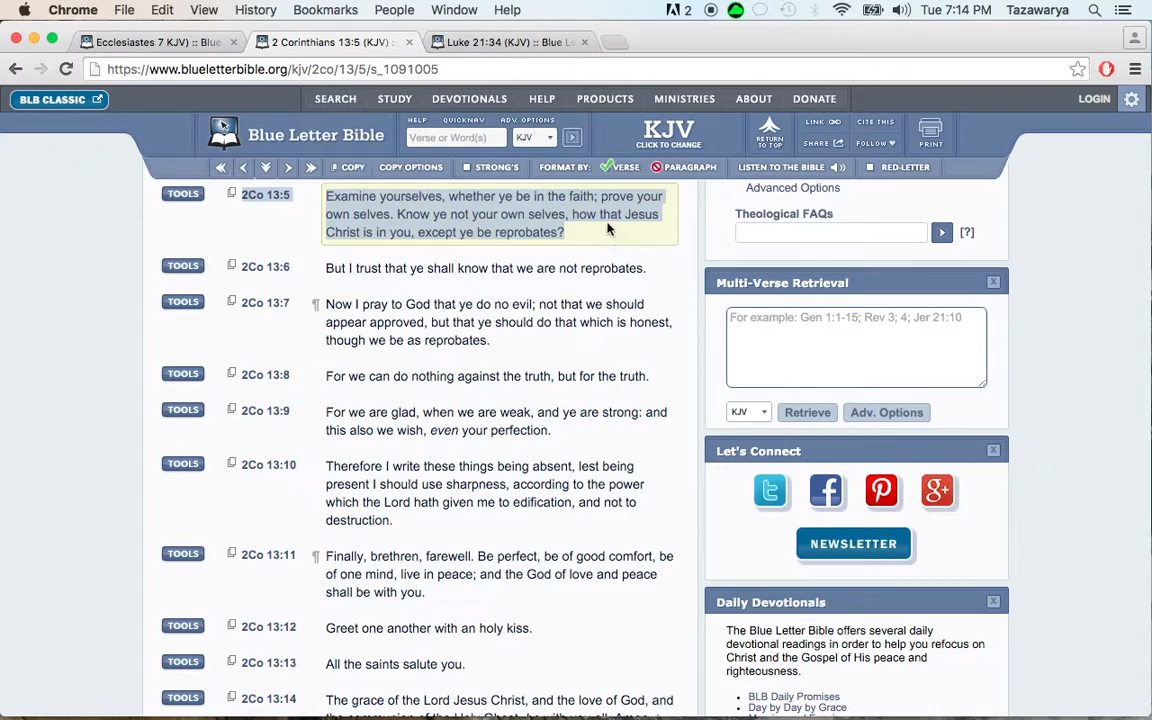 Chrome File Edit View History Bookmarks People Window Help 2 Tue 7:14 PM Tazawarya
Ecclesiastes 7 KJV) :: Blue × 2 Corinthians 13:5 (KJV) :: × Luke 21:34 (KJV) :: Blue Le ×
https://www.blueletterbible.org/kjv/2co/13/5/s_1091005
BLB CLASSIC SEARCH STUDY DEVOTIONALS HELP PRODUCTS MINISTRIES ABOUT DONATE LOGIN
Blue Letter Bible
HELP QUICKNAV ADV. OPTIONS
Verse or Word(s) KJV
KJV
CLICK TO CHANGE
RETURN
TO TOP
LINK CITE THIS
SHARE FOLLOW
PRINT
COPY COPY OPTIONS STRONG'S FORMAT BY: VERSE PARAGRAPH LISTEN TO THE BIBLE RED-LETTER
TOOLS 2Co 13:5 Examine yourselves, whether ye be in the faith; prove your
own selves. Know ye not your own selves, how that Jesus
Christ is in you, except ye be reprobates?
TOOLS 2Co 13:6 But I trust that ye shall know that we are not reprobates.
TOOLS 2Co 13:7 ¶ Now I pray to God that ye do no evil; not that we should
appear approved, but that ye should do that which is honest,
though we be as reprobates.
TOOLS 2Co 13:8 For we can do nothing against the truth, but for the truth.
TOOLS 2Co 13:9 For we are glad, when we are weak, and ye are strong: and
this also we wish, even your perfection.
TOOLS 2Co 13:10 Therefore I write these things being absent, lest being
present I should use sharpness, according to the power
which the Lord hath given me to edification, and not to
destruction.
TOOLS 2Co 13:11 ¶ Finally, brethren, farewell. Be perfect, be of good comfort, be
of one mind, live in peace; and the God of love and peace
shall be with you.
TOOLS 2Co 13:12 Greet one another with an holy kiss.
TOOLS 2Co 13:13 All the saints salute you.
TOOLS 2Co 13:14 The grace of the Lord Jesus Christ, and the love of God, and
Advanced Options
Theological FAQs
[?]
Multi-Verse Retrieval x
For example: Gen 1:1-15; Rev 3; 4; Jer 21:10
KJV Retrieve Adv. Options
Let's Connect x
NEWSLETTER
Daily Devotionals x
The Blue Letter Bible offers several daily
devotional readings in order to help you refocus on
Christ and the Gospel of His peace and
righteousness.
• BLB Daily Promises
• Day by Day by Grace